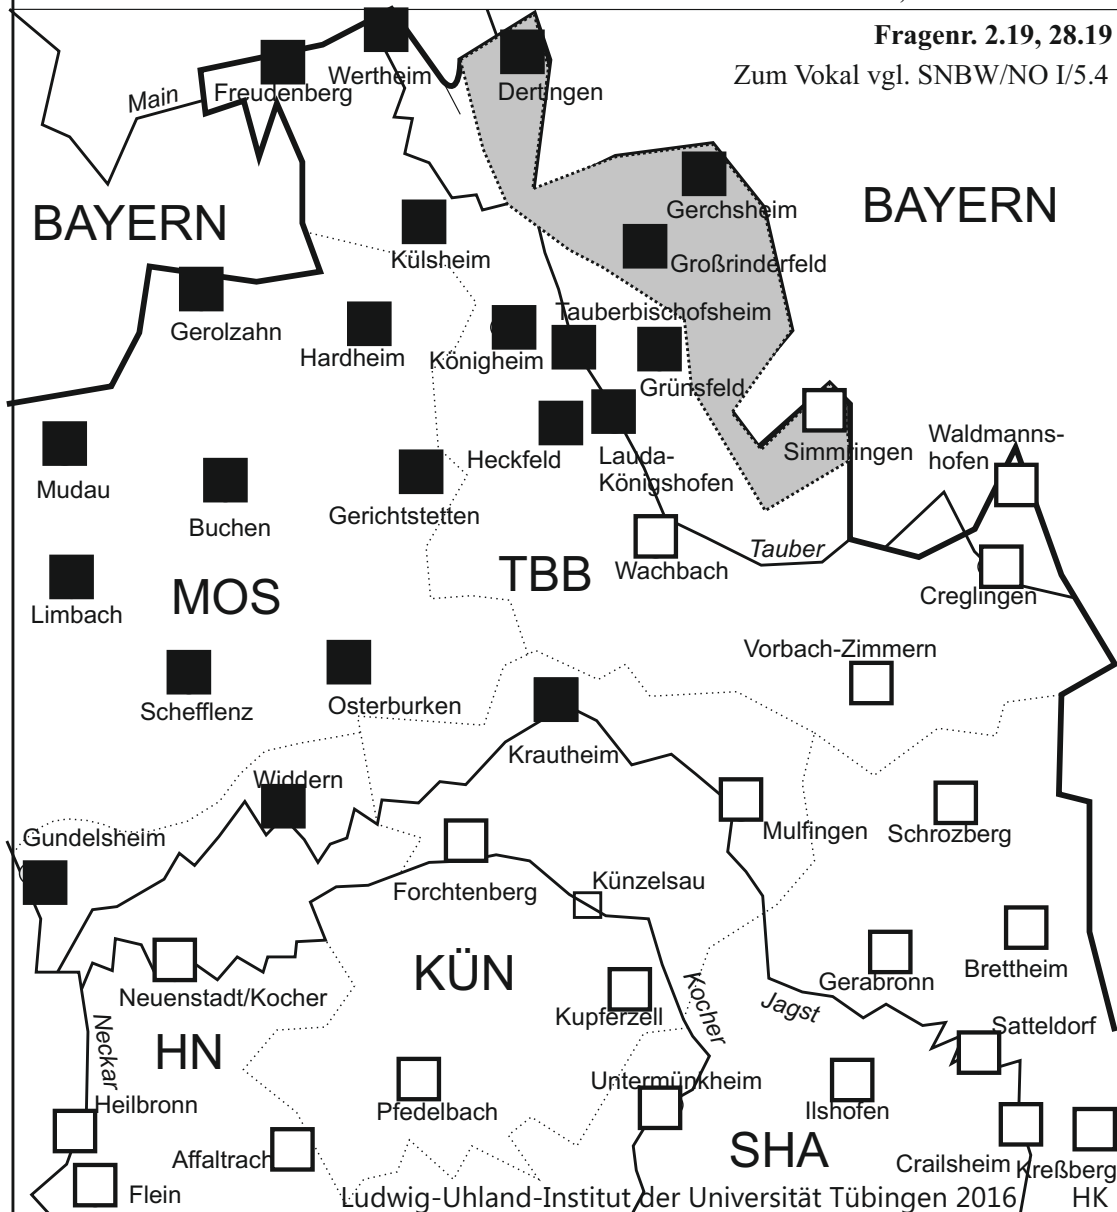 Fragenr. 2.19, 28.19
Zum Vokal vgl. SNBW/NO I/5.4
Wertheim
Freudenberg
Main
Dertingen
BAYERN
BAYERN
Gerchsheim
Külsheim
Großrinderfeld
Gerolzahn
Hardheim
Königheim
Tauberbischofsheim
Grünsfeld
Heckfeld
Lauda-
Königshofen
Simmringen
Waldmanns-
hofen
Mudau
Buchen
Gerichtstetten
Wachbach
Tauber
Creglingen
Limbach
MOS
TBB
Vorbach-Zimmern
Schefflenz
Osterburken
Krautheim
Widdern
Gundelsheim
Mulfingen
Schrozberg
Forchtenberg
Künzelsau
Neuenstadt/Kocher
KÜN
Kupferzell
Kocher
Gerabronn
Brettheim
Jagst
Satteldorf
Neckar
HN
Heilbronn
Pfedelbach
Untermünkheim
Ilshofen
Affaltrach
SHA
Crailsheim
Kreßberg
Flein
Ludwig-Uhland-Institut der Universität Tübingen 2016
HK